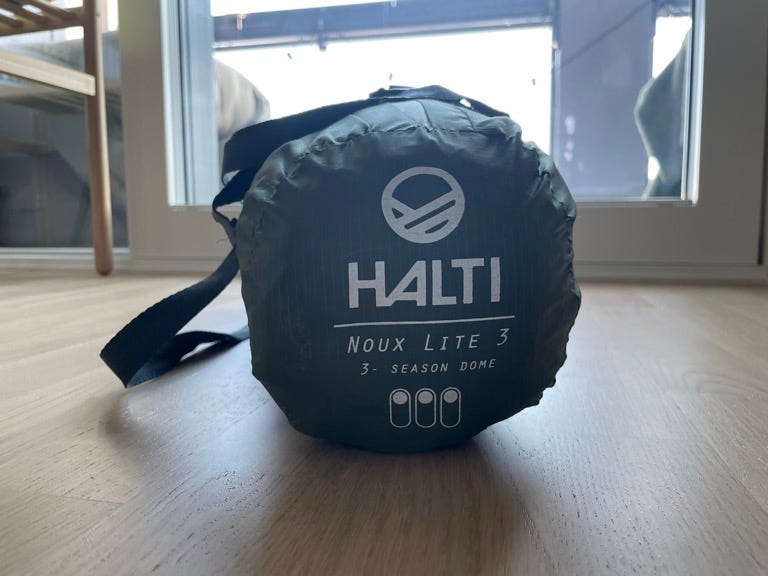 HALTI
NOUX LITE 3
3- SEASON DOME